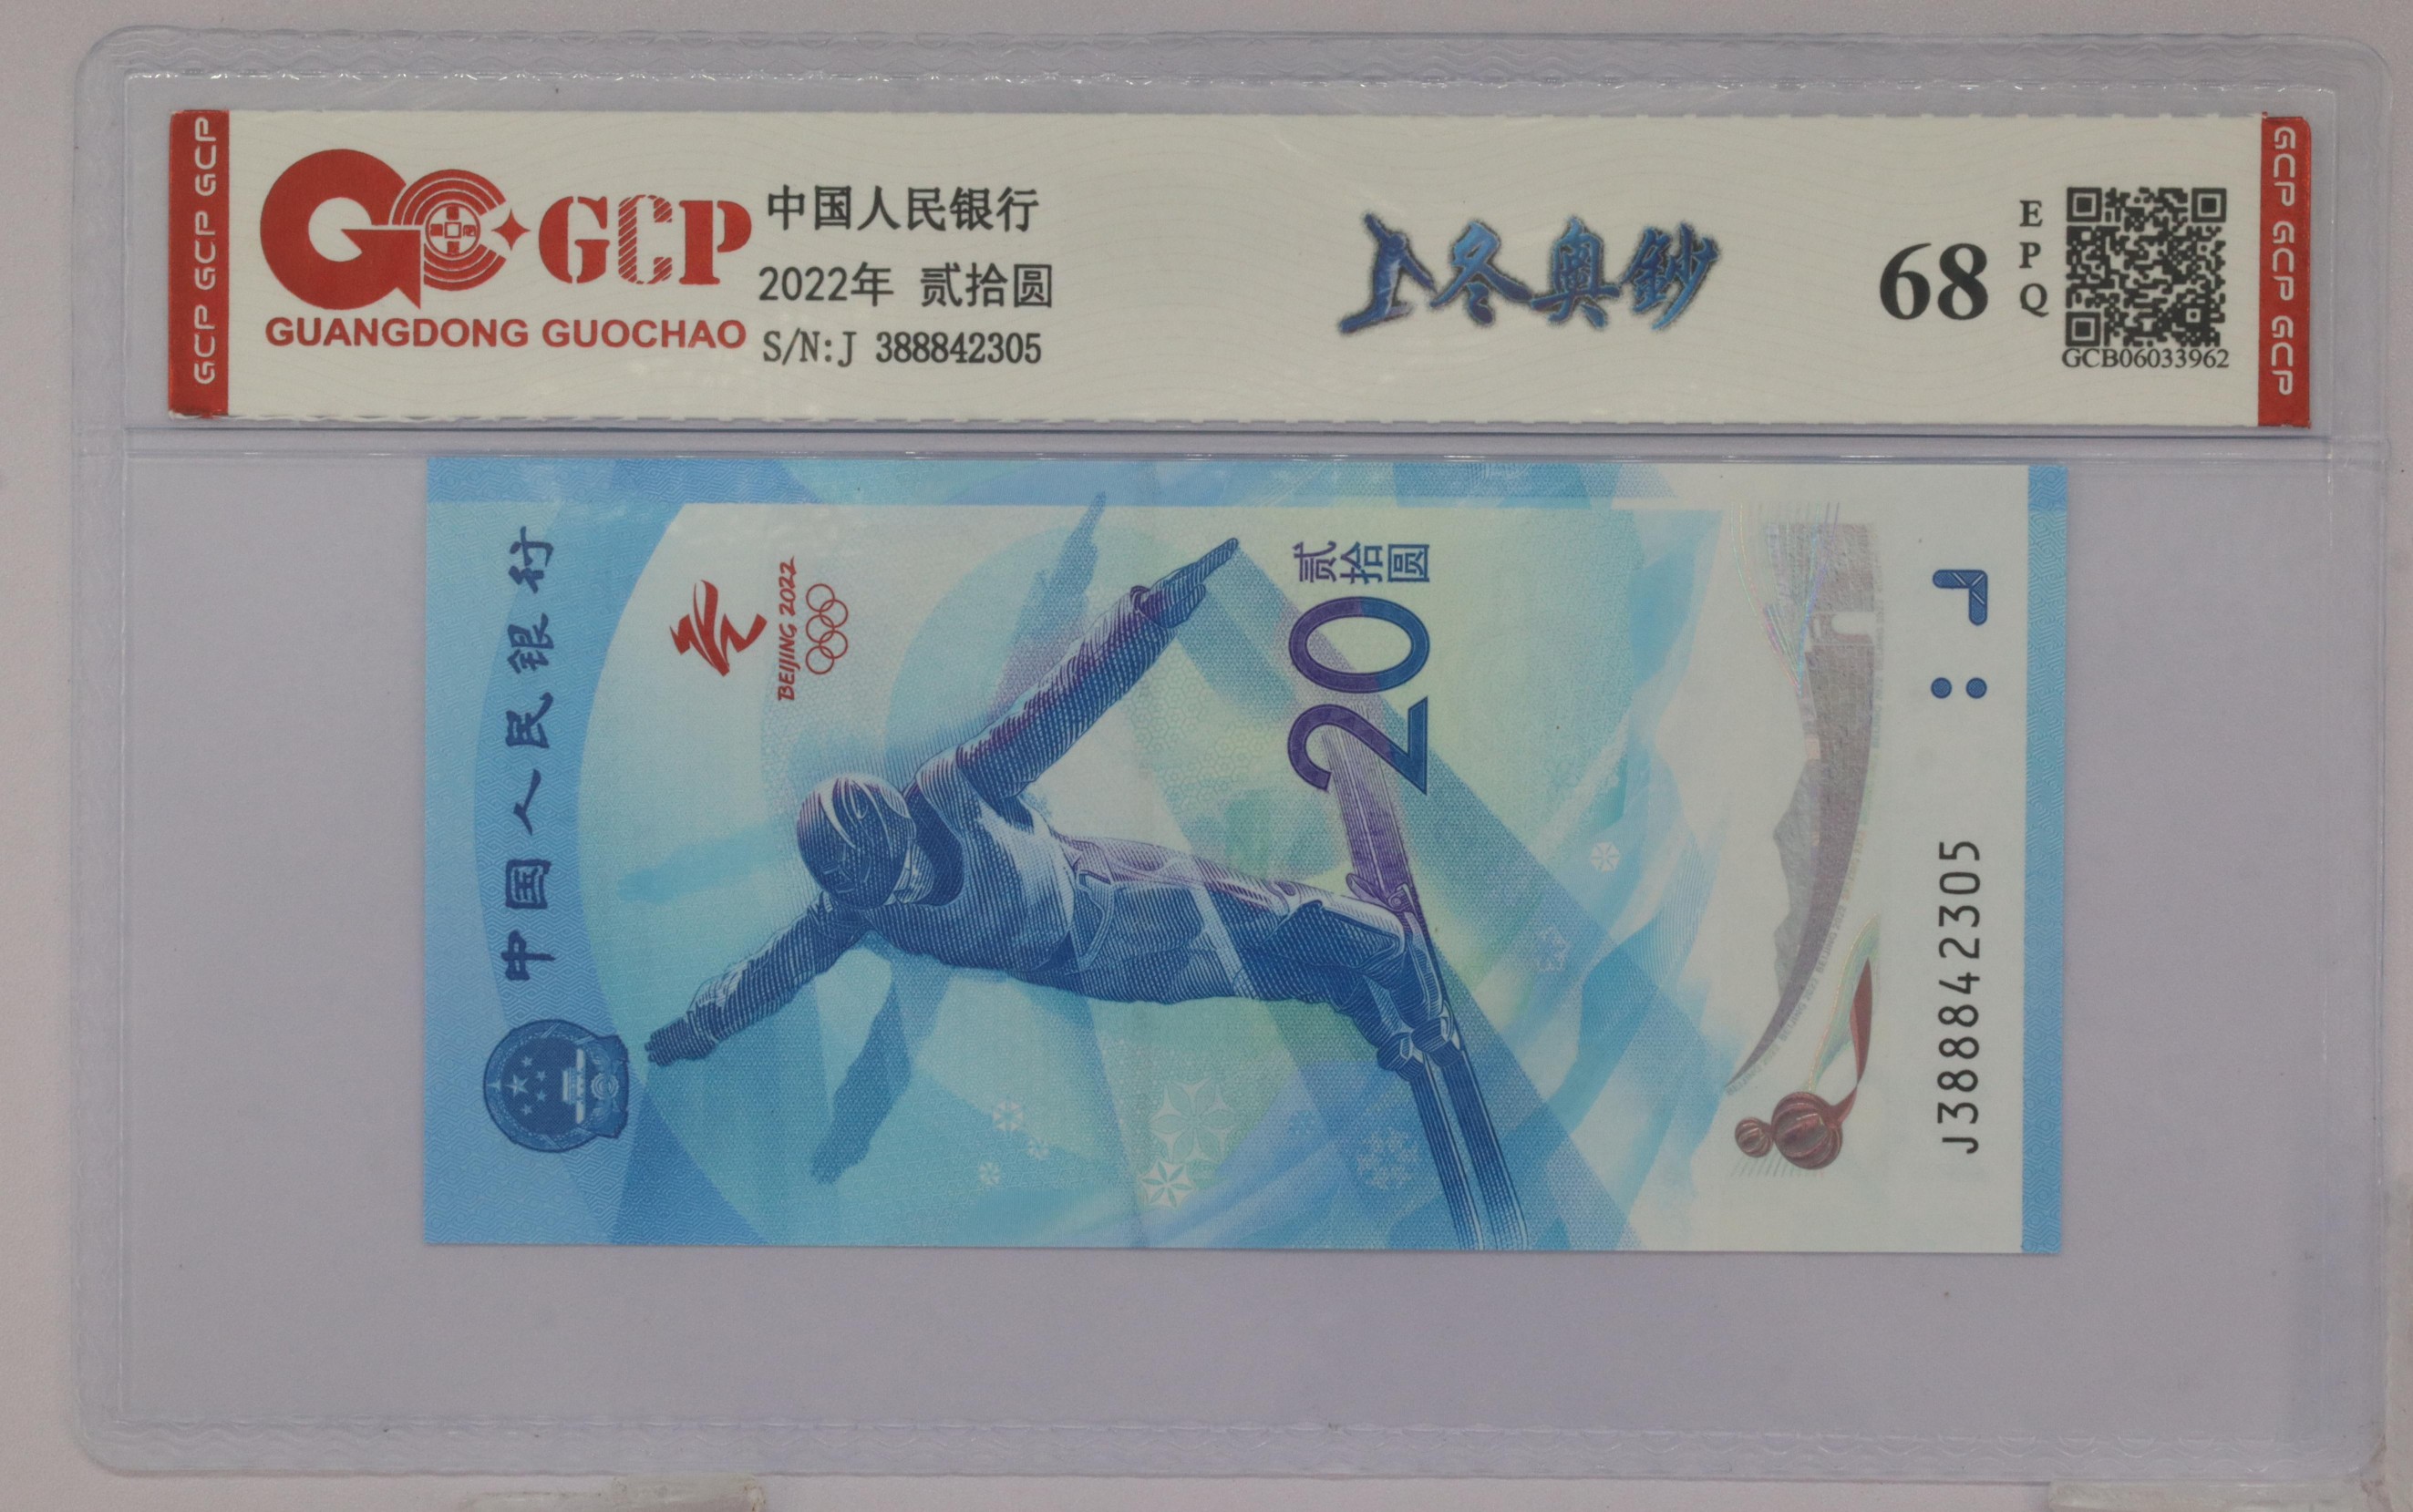 GCP GCP GCP
GCP
GUANGDONG GUOCHAO
中国人民银行
2022年 贰拾圆
S/N:J 388842305
冬奥鈔
68
EPQ
GCB06033962
GCP GCP GCP
中国人民银行
BEIJING 2022
贰拾圆
20
J388842305